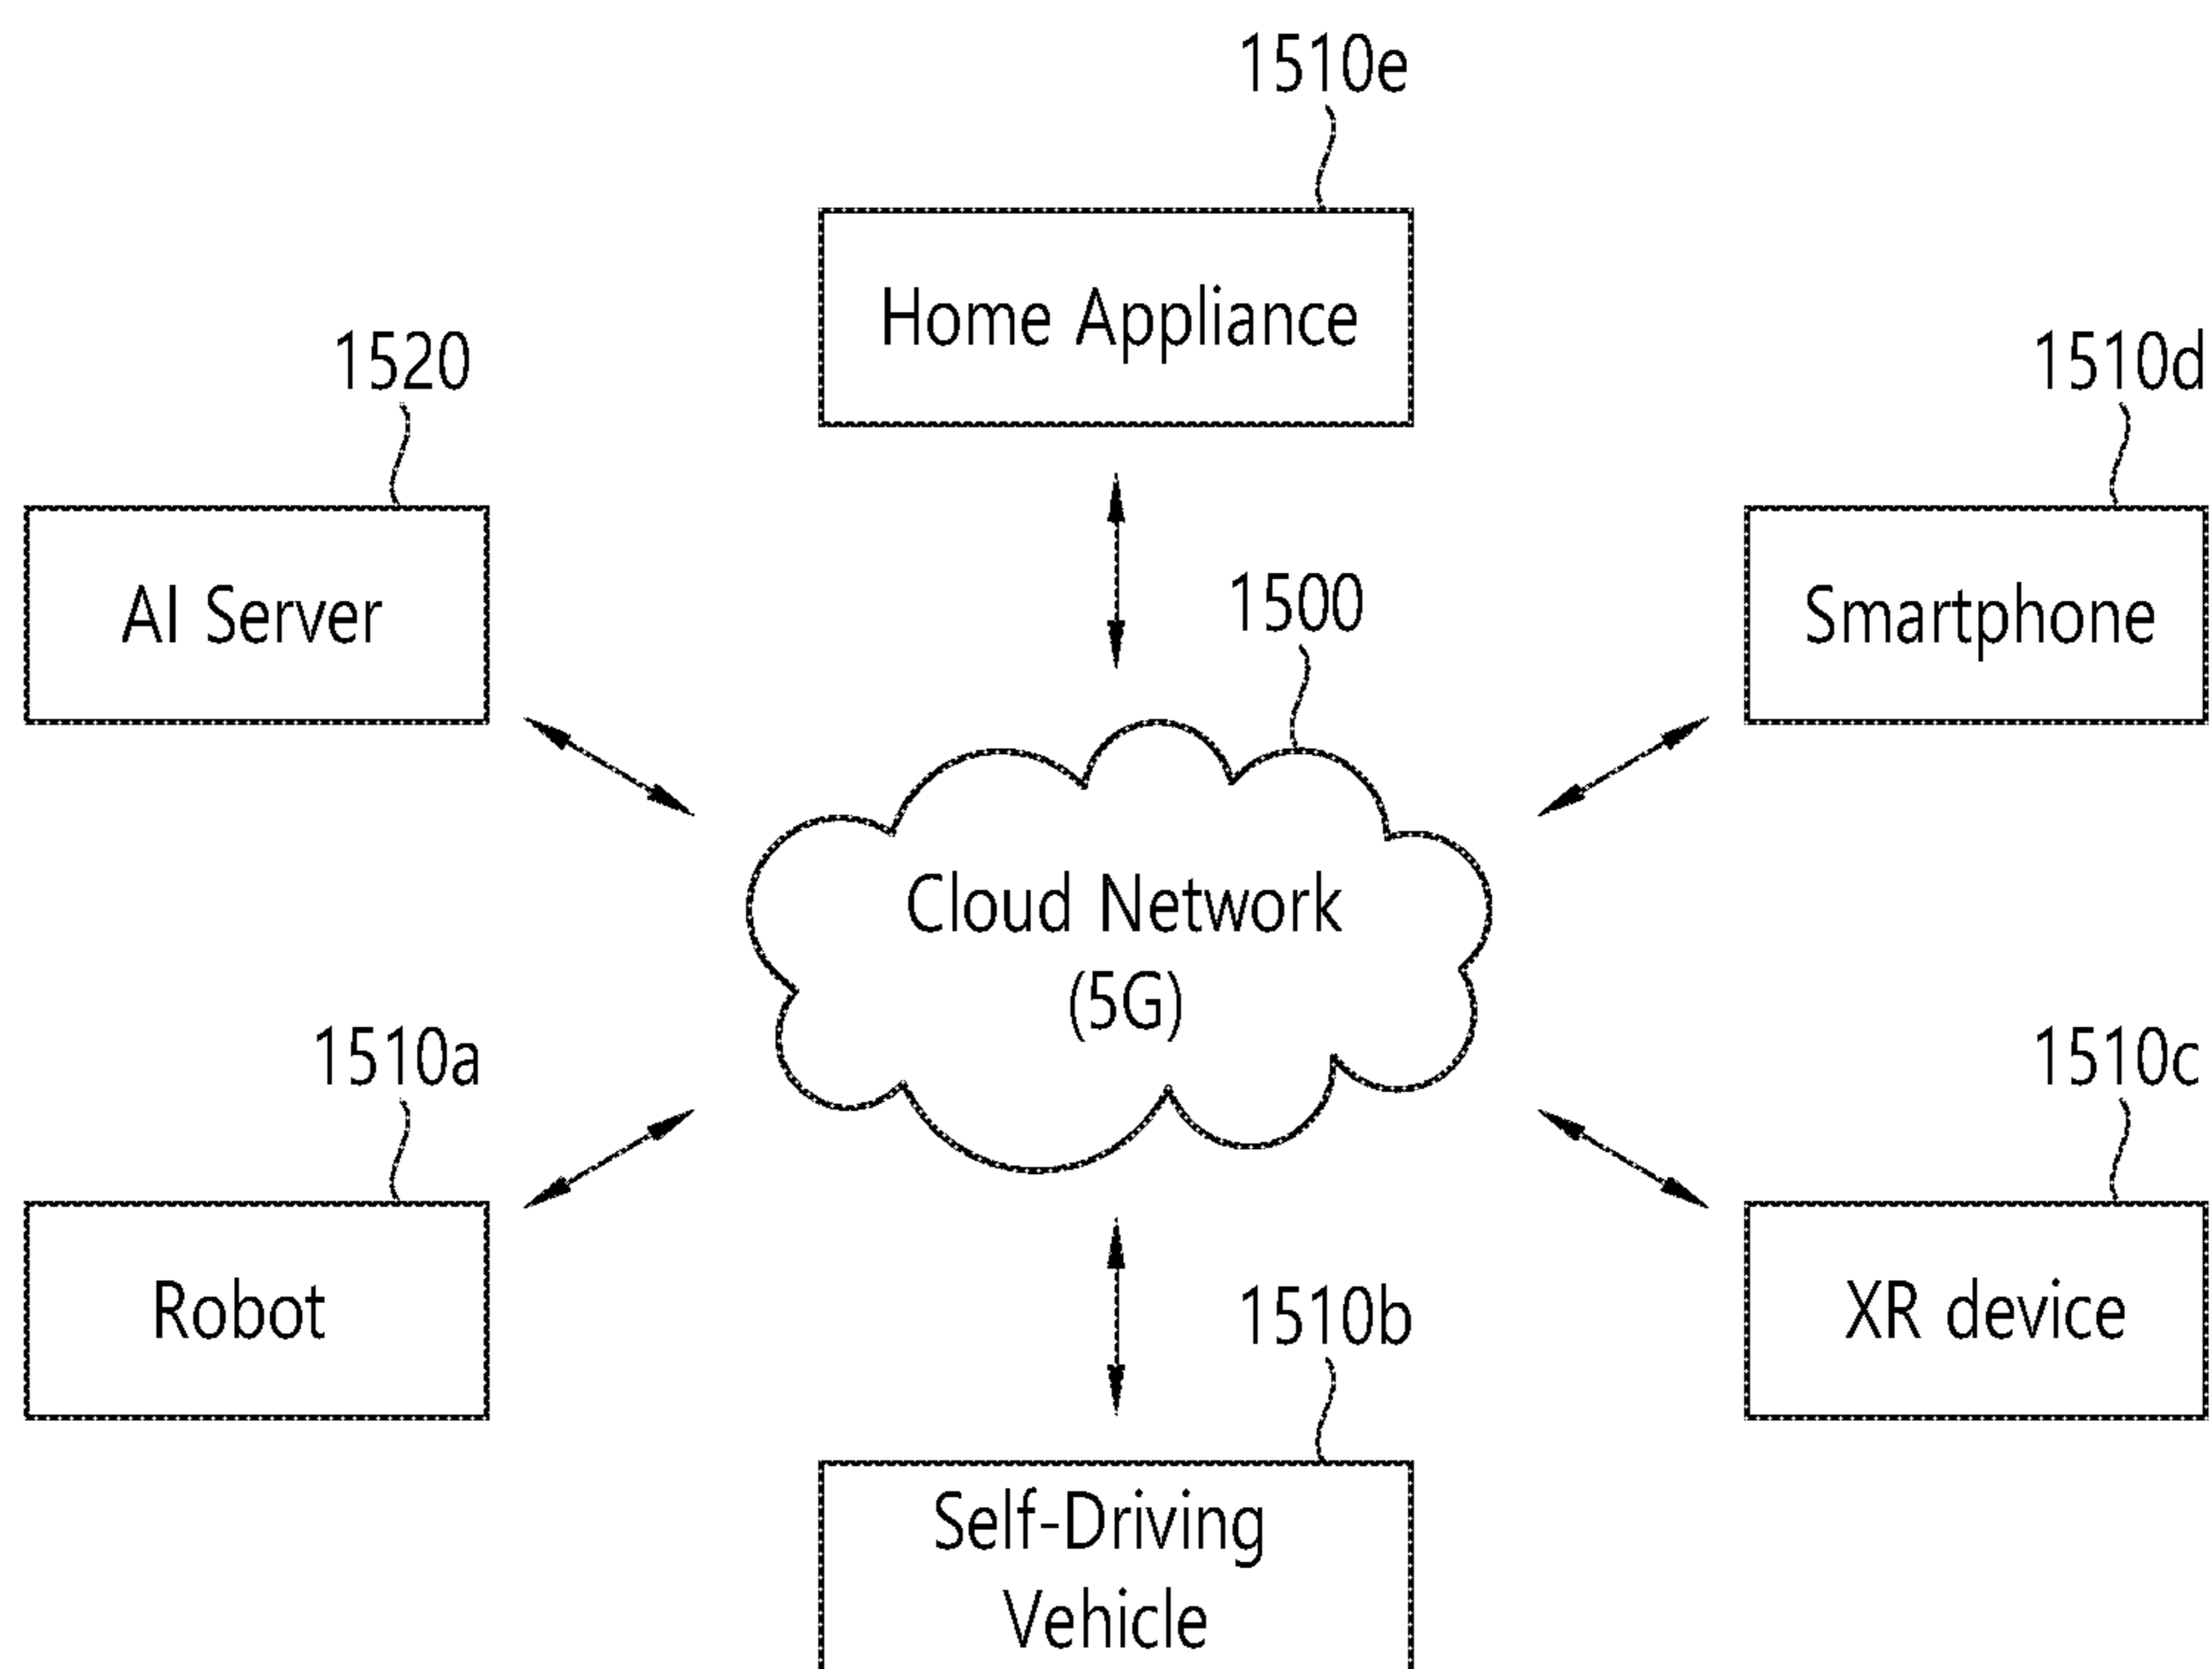 1510e
Home Appliance
1520
1510d
AI Server
Smartphone
1500
Cloud Network
(5G)
1510a
1510c
Robot
XR device
1510b
Self-Driving
Vehicle